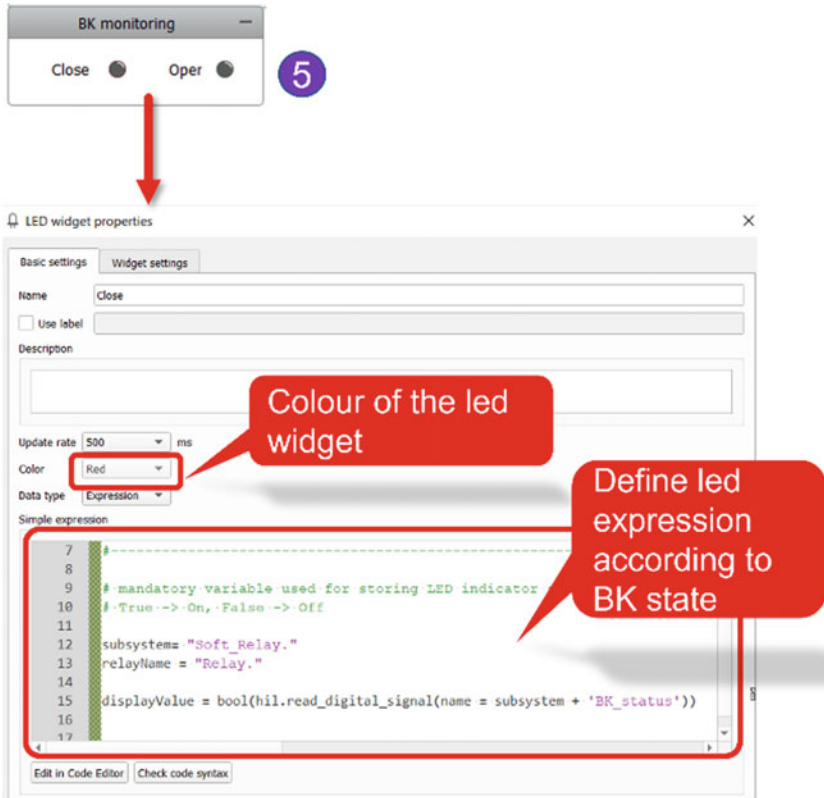 BK monitoring −
Close Oper
5
LED widget properties ×
Basic settings Widget settings
Name Close
Use label
Description
Colour of the led
widget
Update rate 500 ms
Color Red
Data type Expression
Define led
expression
according to
BK state
Simple expression
7 #----------------------------------------------------------------
8
9 # mandatory variable used for storing LED indicator
10 # True -> On, False -> Off
11
12 subsystem= "Soft_Relay."
13 relayName = "Relay."
14
15 displayValue = bool(hil.read_digital_signal(name = subsystem + 'BK_status'))
16
17
Edit in Code Editor Check code syntax